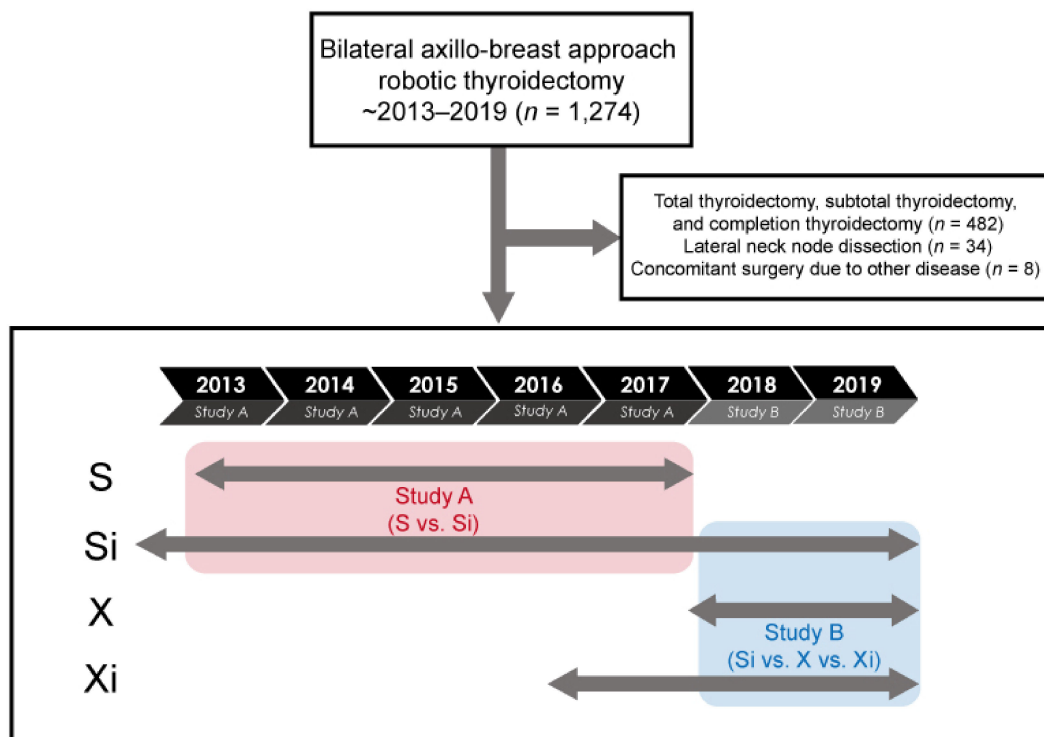 Bilateral axillo-breast approach
robotic thyroidectomy
~2013–2019 (n = 1,274)
Total thyroidectomy, subtotal thyroidectomy,
and completion thyroidectomy (n = 482)
Lateral neck node dissection (n = 34)
Concomitant surgery due to other disease (n = 8)
2013 2014 2015 2016 2017 2018 2019
Study A Study A Study A Study A Study A Study B Study B
S
Study A
(S vs. Si)
Si
X
Study B
(Si vs. X vs. Xi)
Xi